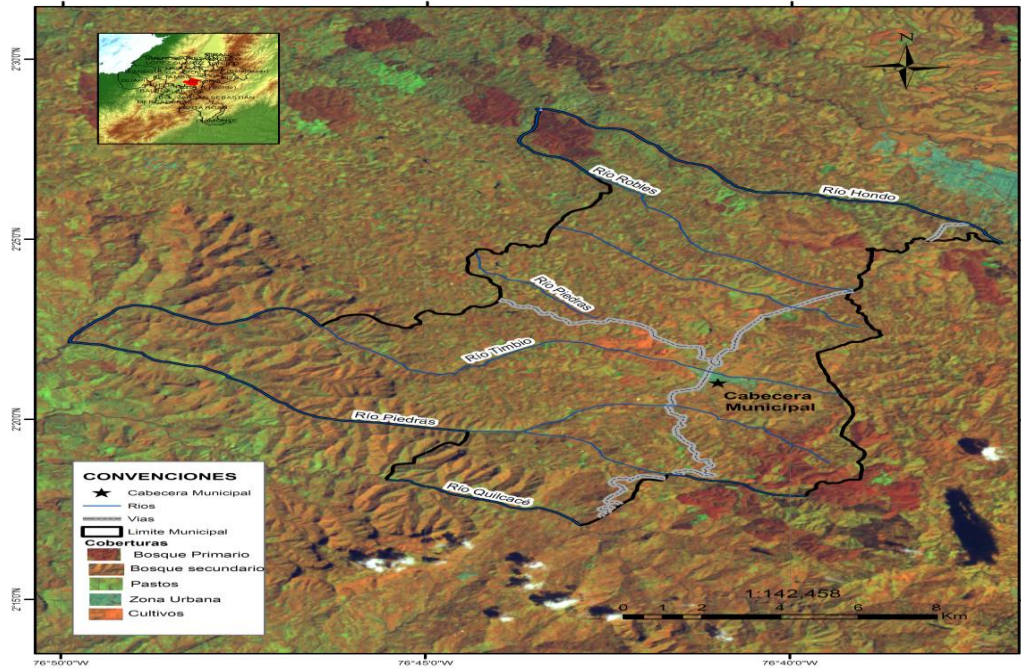 2°30'0"N
N
Río Robles
Río Hondo
2°25'0"N
Río Piedras
Río Timbio
Cabecera
Municipal
2°20'0"N
Río Piedras
Río Quilcacé
CONVENCIONES
Cabecera Municipal
Rios
Vias
Limite Municipal
Coberturas
Bosque Primario
Bosque secundario
Pastos
Zona Urbana
Cultivos
2°15'0"N
1:142,458
0 1 2 4 6 8
Km
76°50'0"W 76°45'0"W 76°40'0"W